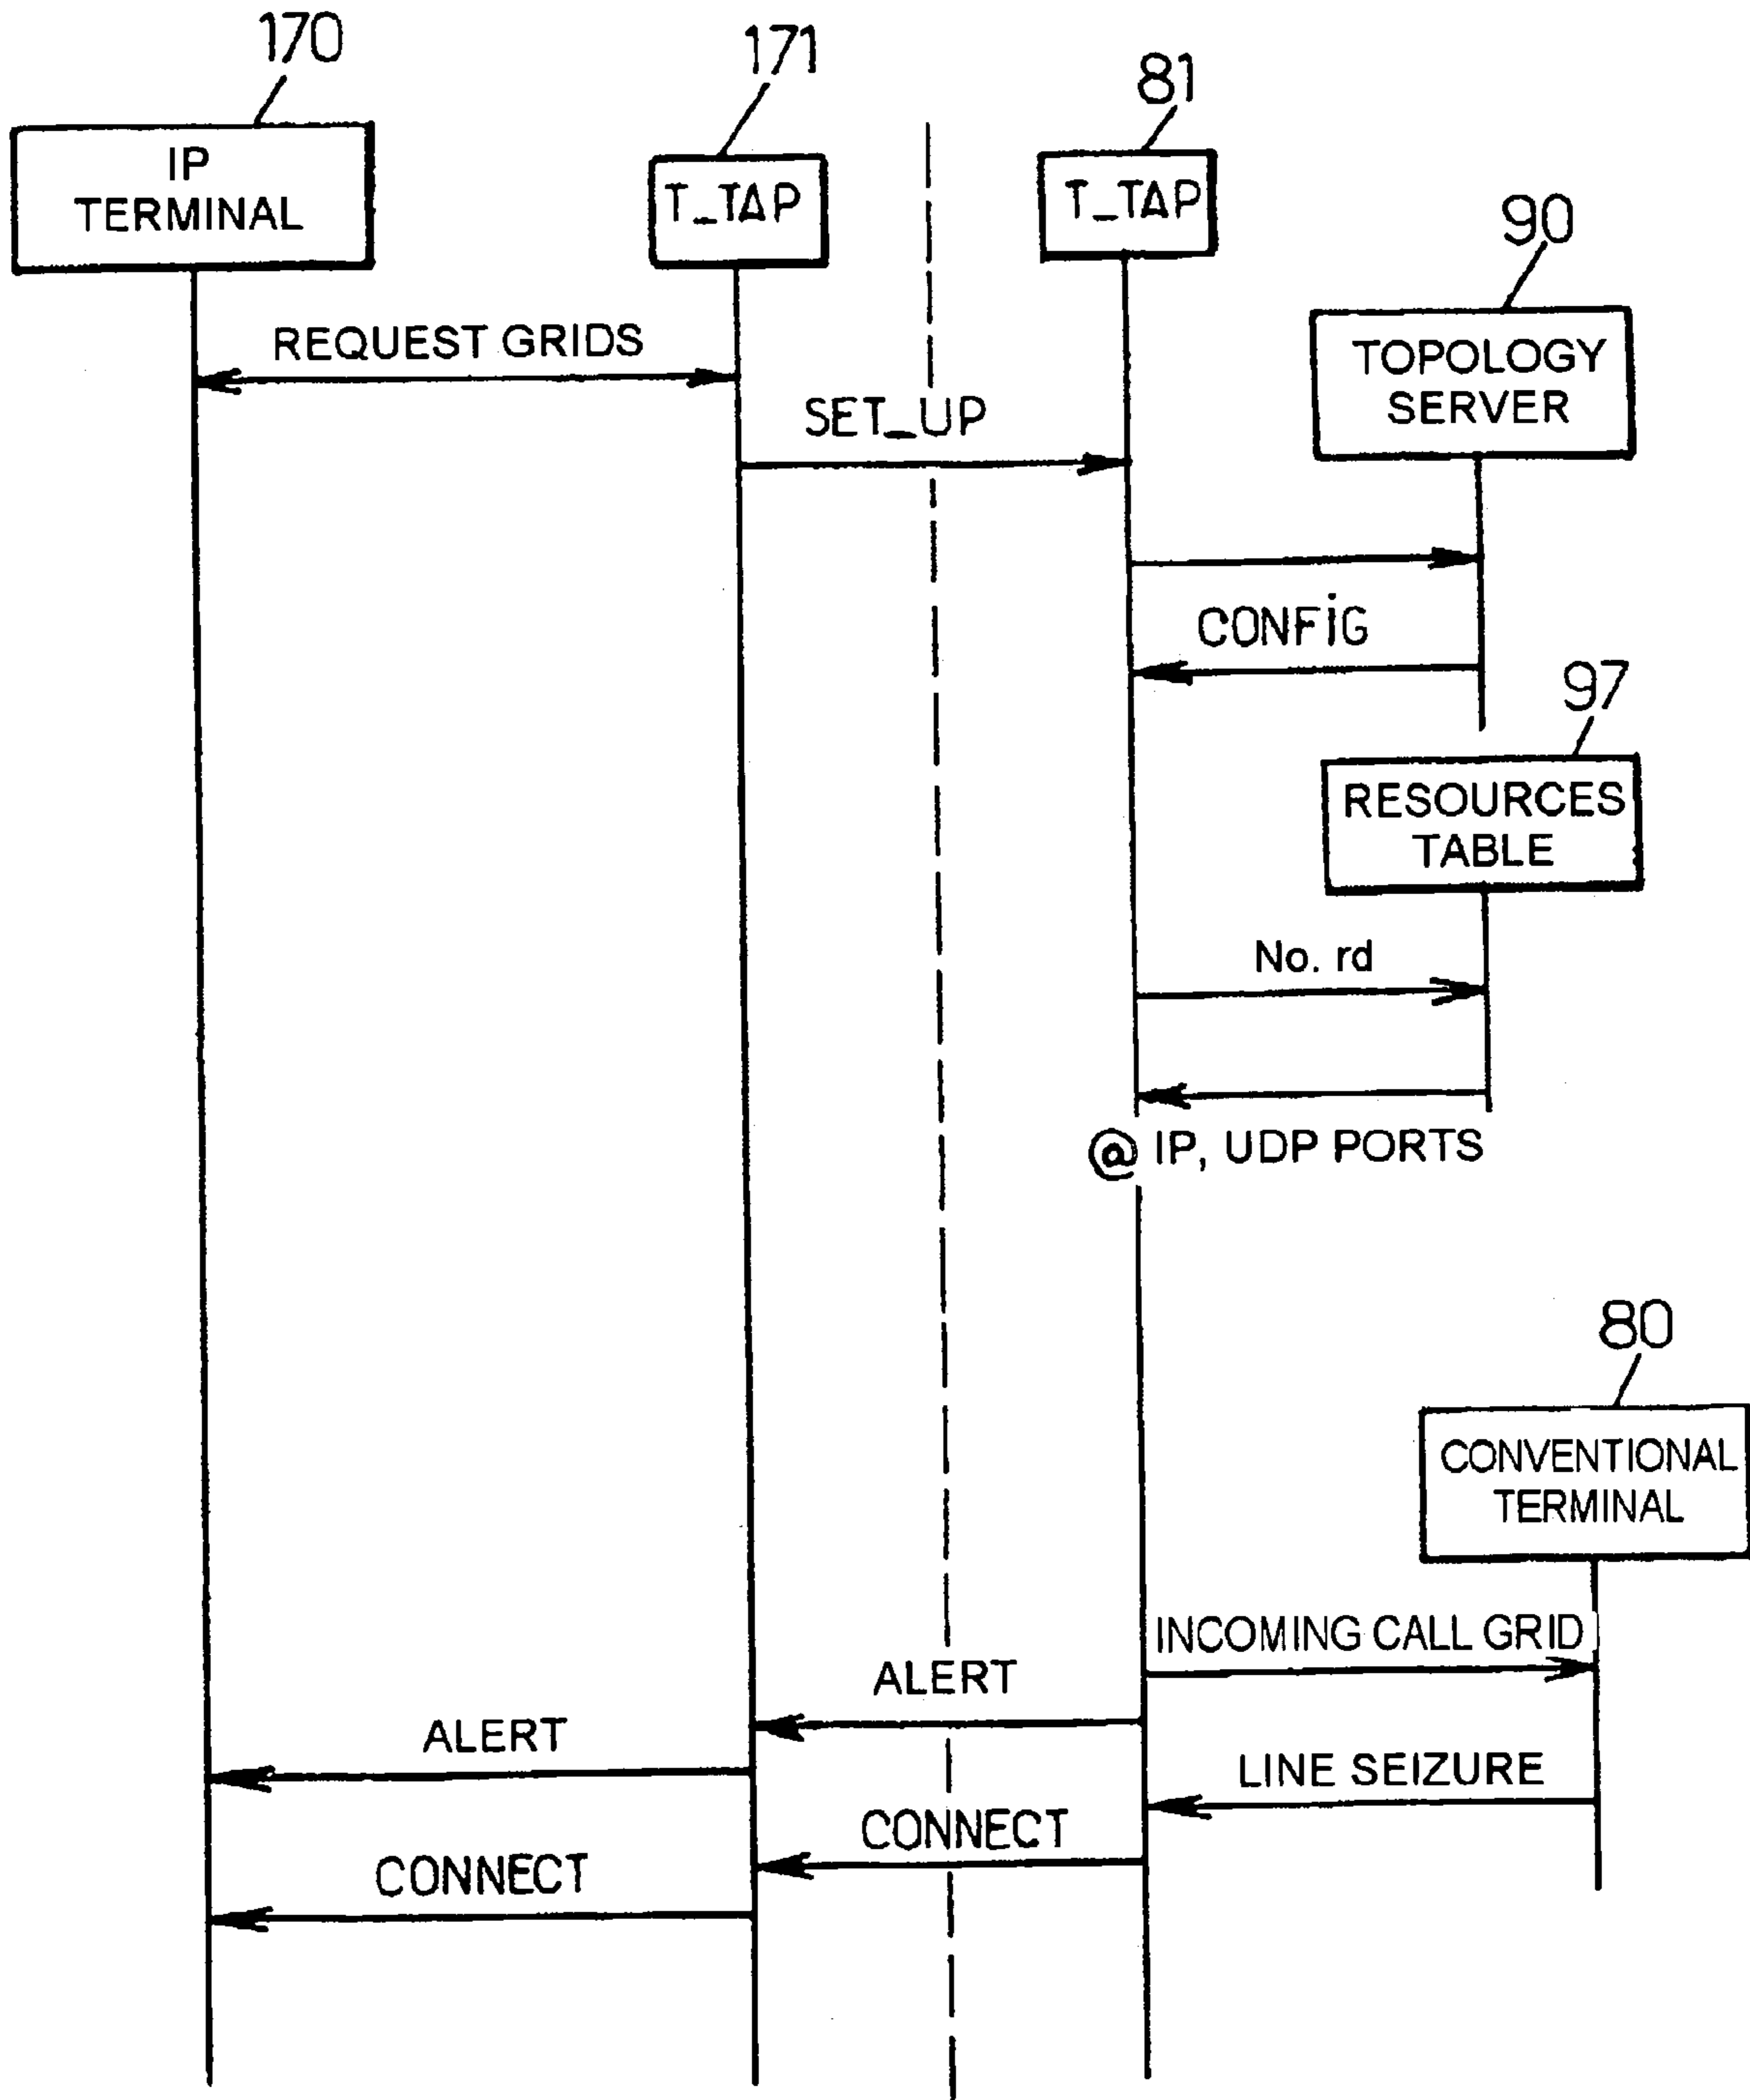 170
171
81
IP
TERMINAL
T_TAP
T_TAP
90
REQUEST GRIDS
TOPOLOGY
SERVER
SET_UP
CONFiG
97
RESOURCES
TABLE
No. rd
@ IP, UDP PORTS
80
CONVENTIONAL
TERMINAL
INCOMING CALL GRID
ALERT
ALERT
LINE SEIZURE
CONNECT
CONNECT